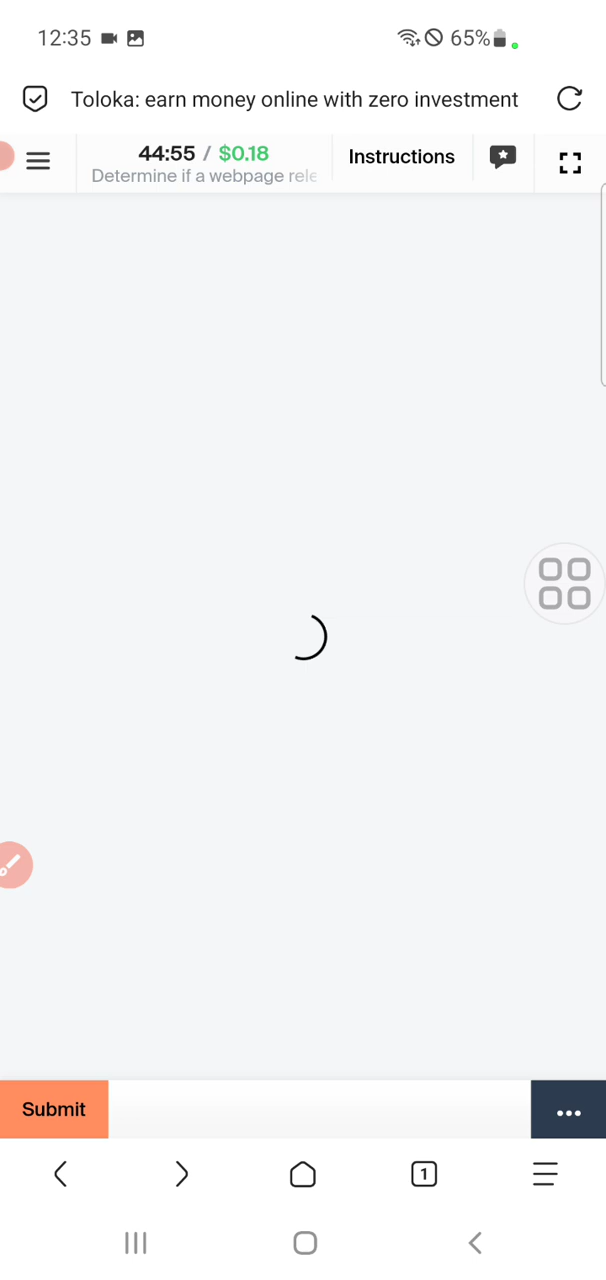 12:35
65%
Toloka: earn money online with zero investment
44:55 / $0.18
Determine if a webpage rele
Instructions
Submit
1